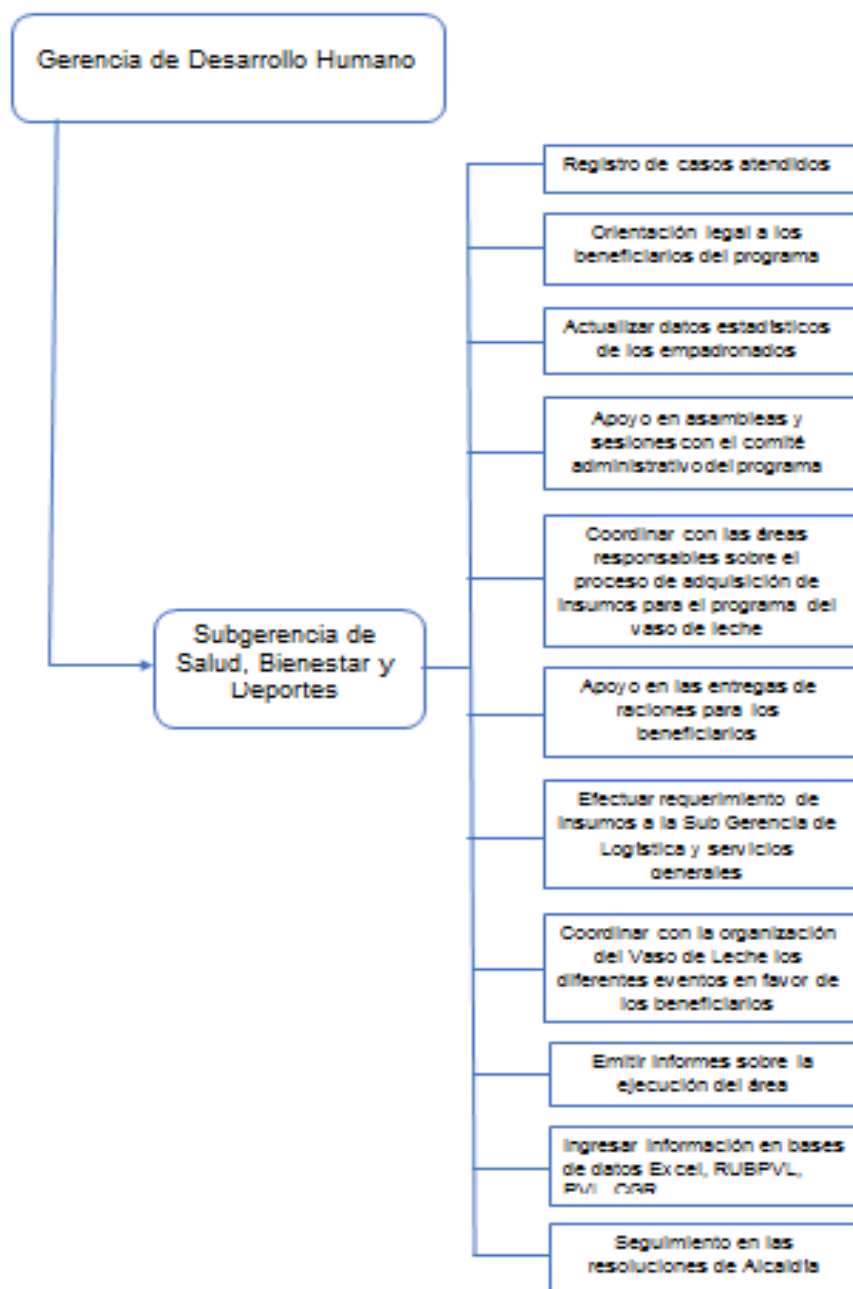 Gerencia de Desarrollo Humano
Registro de casos atendidos
Orientación legal a los
beneficiarios del programa
Actualizar datos estadísticos
de los empadronados
Apoyo en asambleas y
sesiones con el comité
administrativo del programa
Coordinar con las áreas
responsables sobre el
proceso de adquisición de
insumos para el programa del
vaso de leche
Subgerencia de
Salud, Bienestar y
Deportes
Apoyo en las entregas de
raciones para los
beneficiarios
Efectuar requerimiento de
insumos a la Sub Gerencia de
Logística y servicios
generales
Coordinar con la organización
del Vaso de Leche los
diferentes eventos en favor de
los beneficiarios
Emitir informes sobre la
ejecución del área
Ingresar información en bases
de datos Excel, RUBPVL,
PVL, CGR
Seguimiento en las
resoluciones de Alcaldía